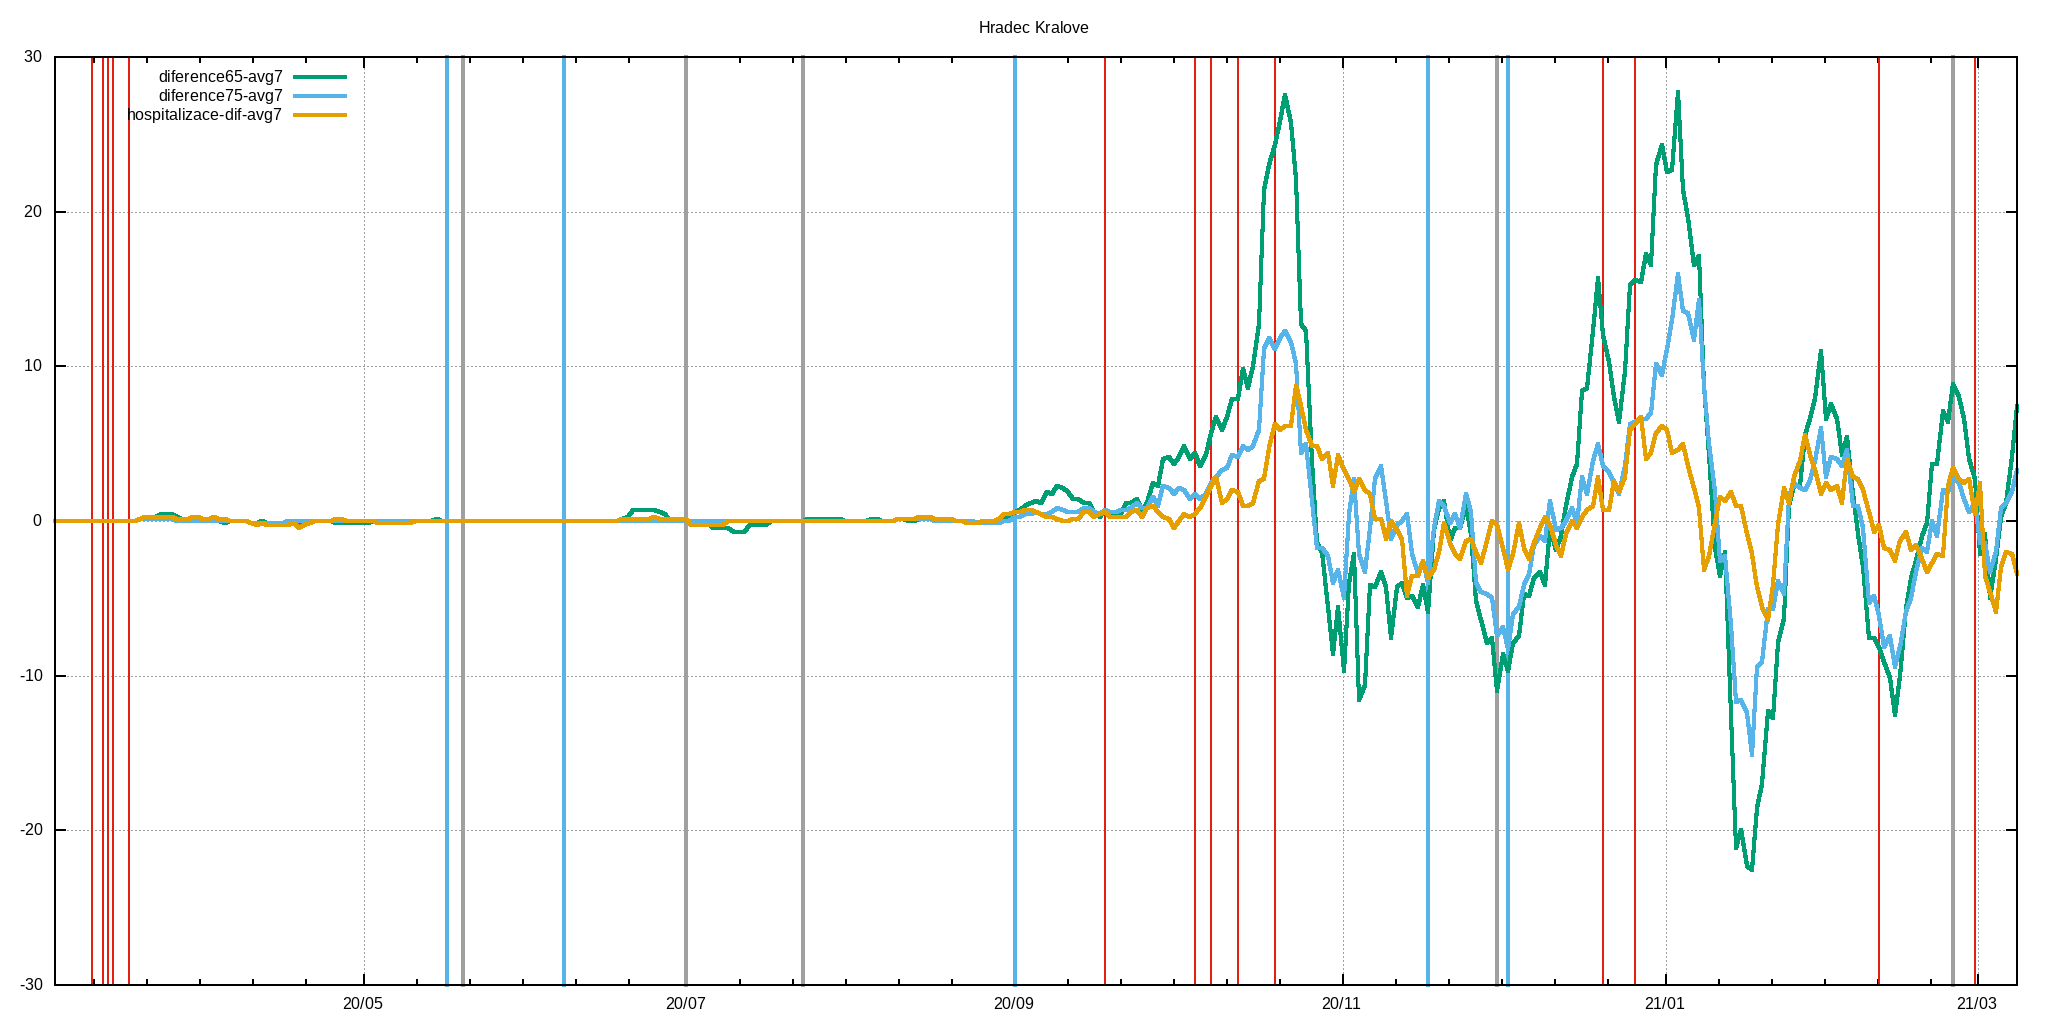 Hradec Kralove
diference65-avg7
diference75-avg7
hospitalizace-dif-avg7
30
20
10
0
-10
-20
-30
20/05 20/07 20/09 20/11 21/01 21/03